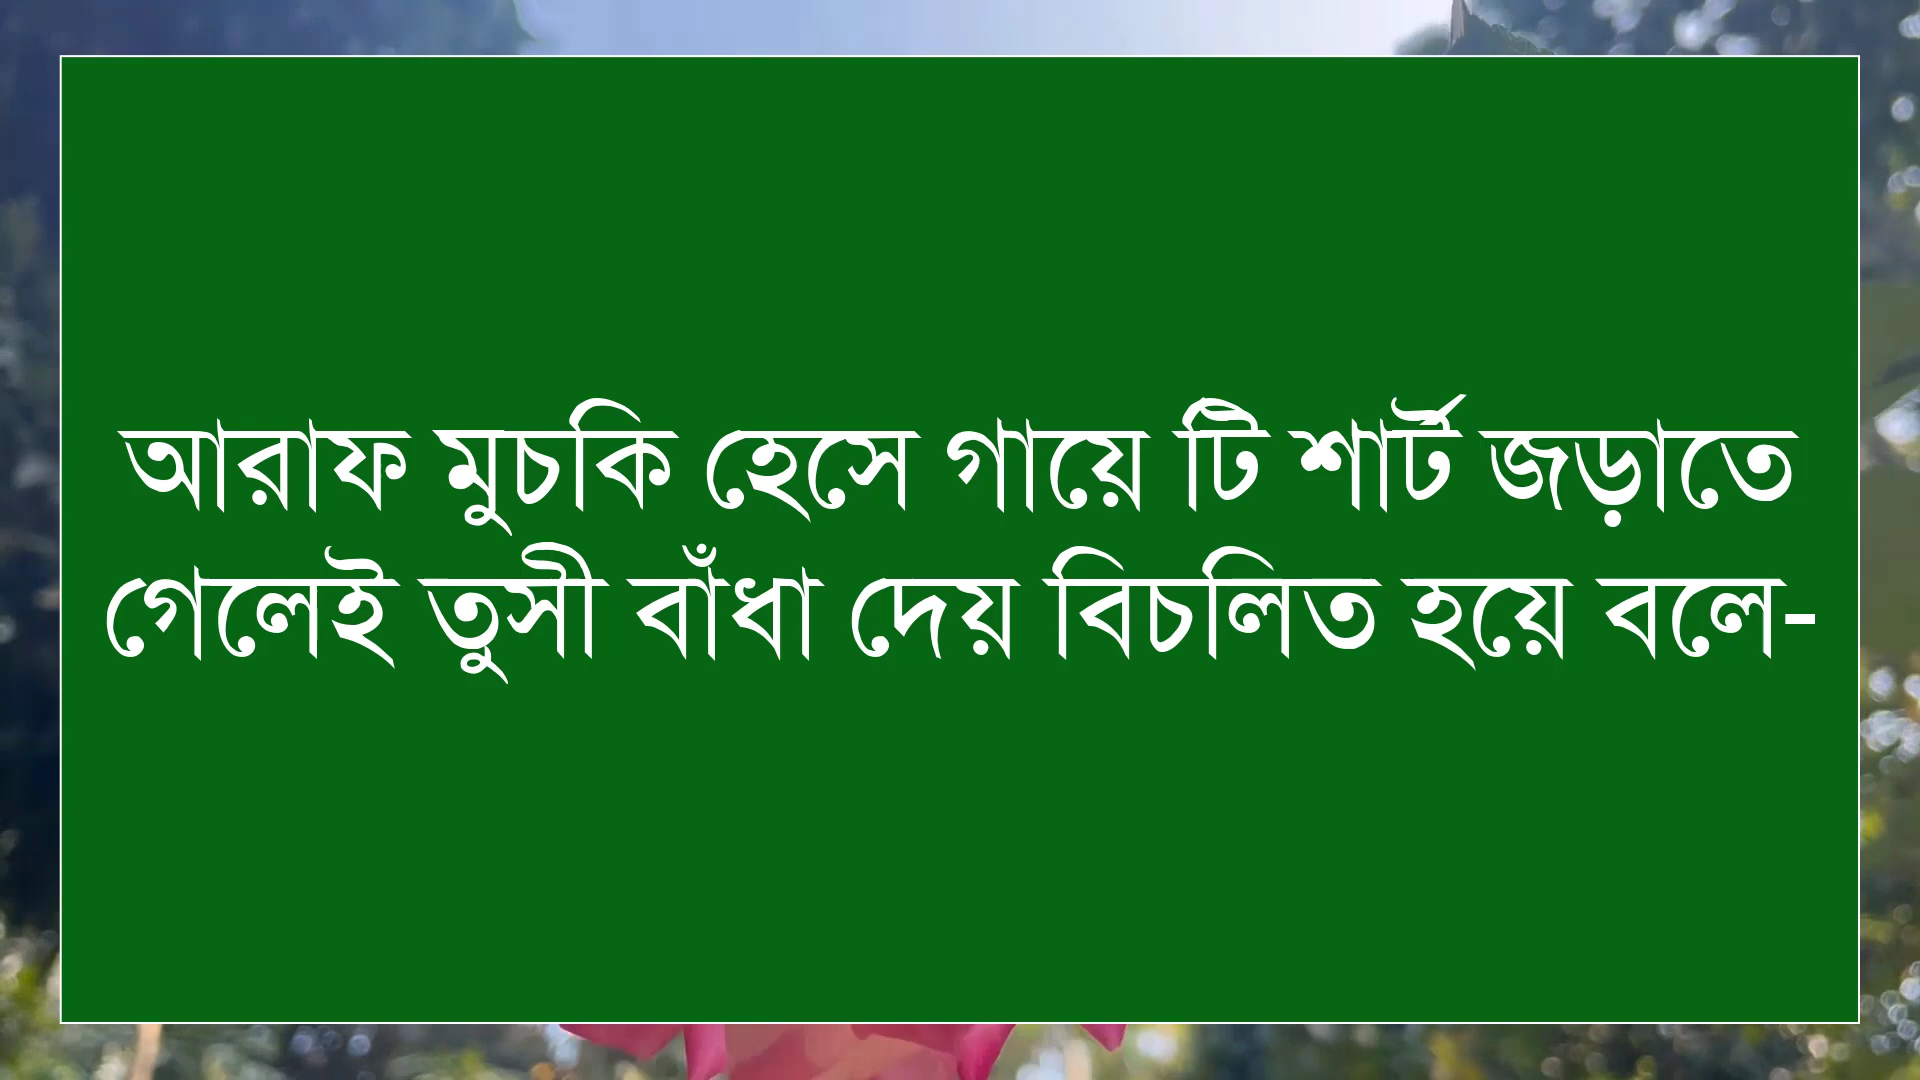 আরাফ মুচকি হেসে গায়ে টি শার্ট জড়াতে
গেলেই তুসী বাঁধা দেয় বিচলিত হয়ে বলে-